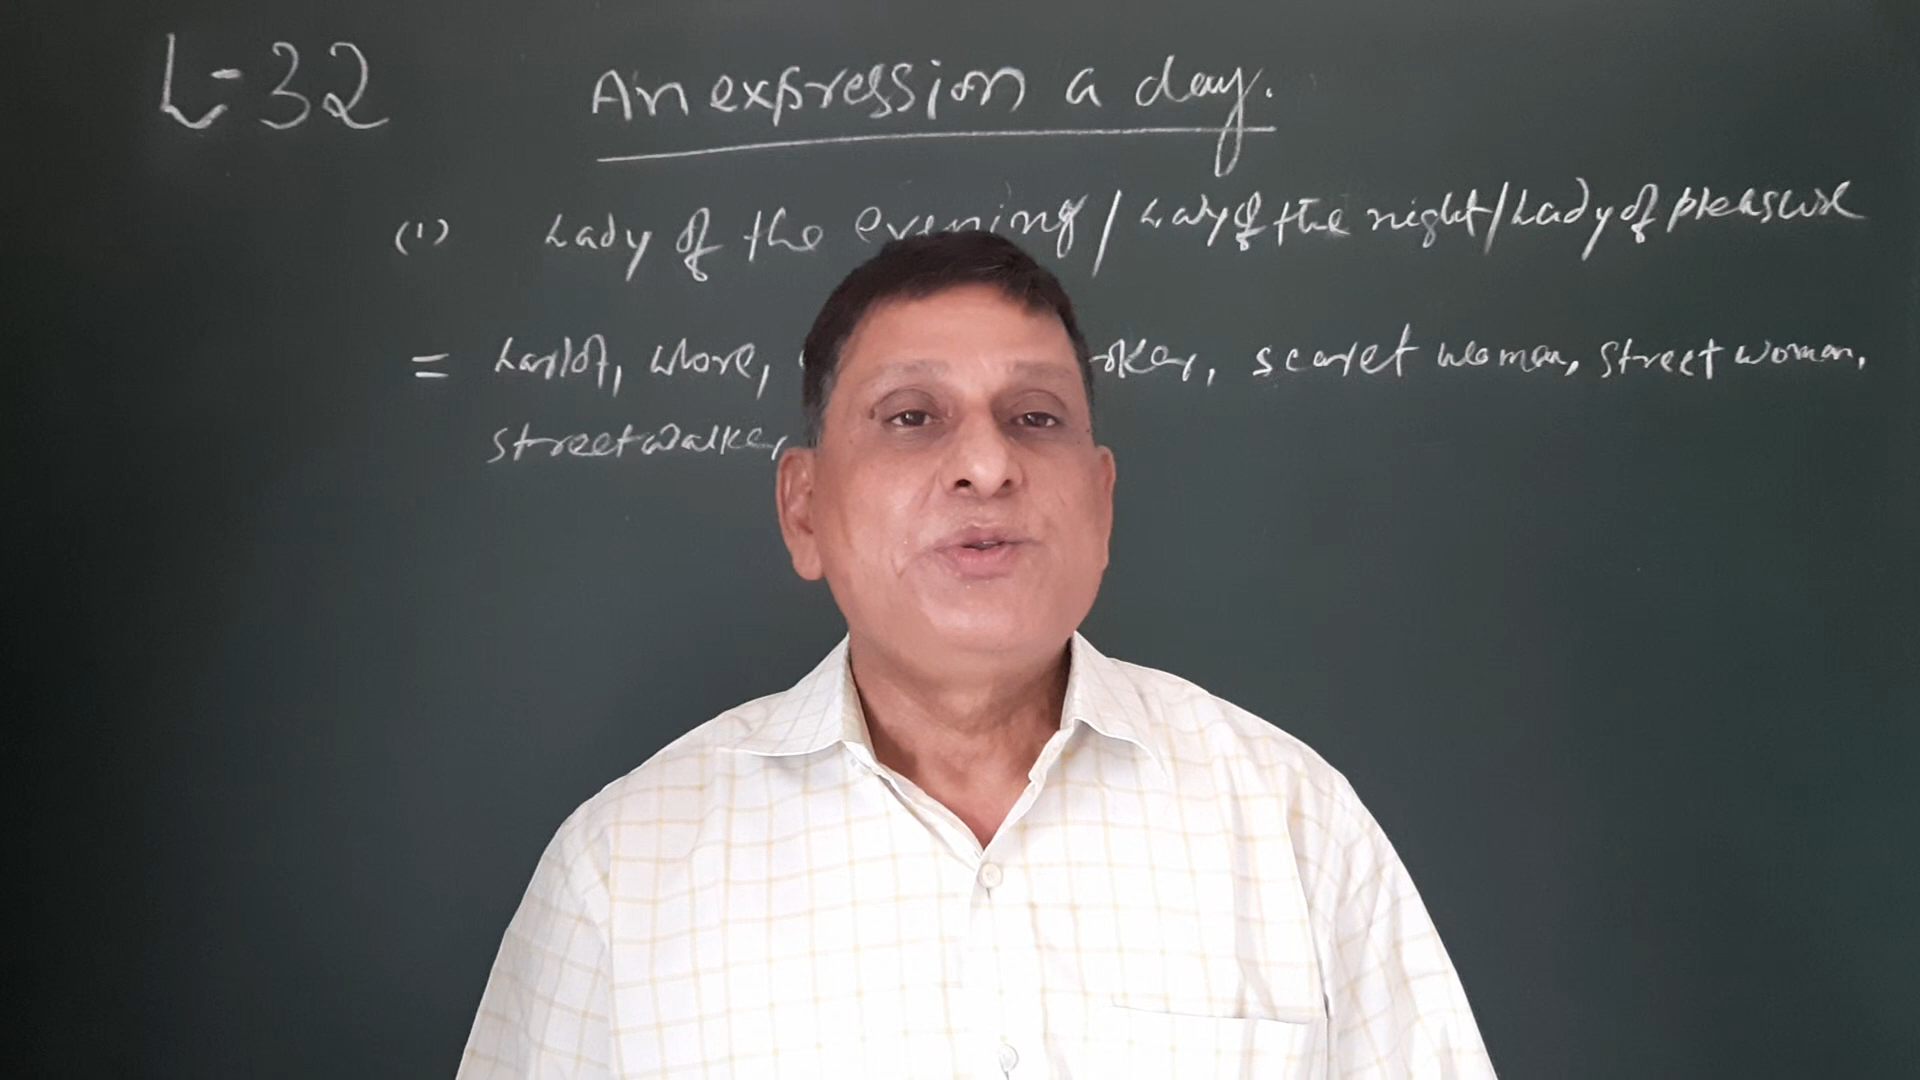 L-32
An expression a day.
(1) Lady of the evening / Lady of the night / Lady of pleasure
= harlot, whore, scarlet woman, street woman,
streetwalker